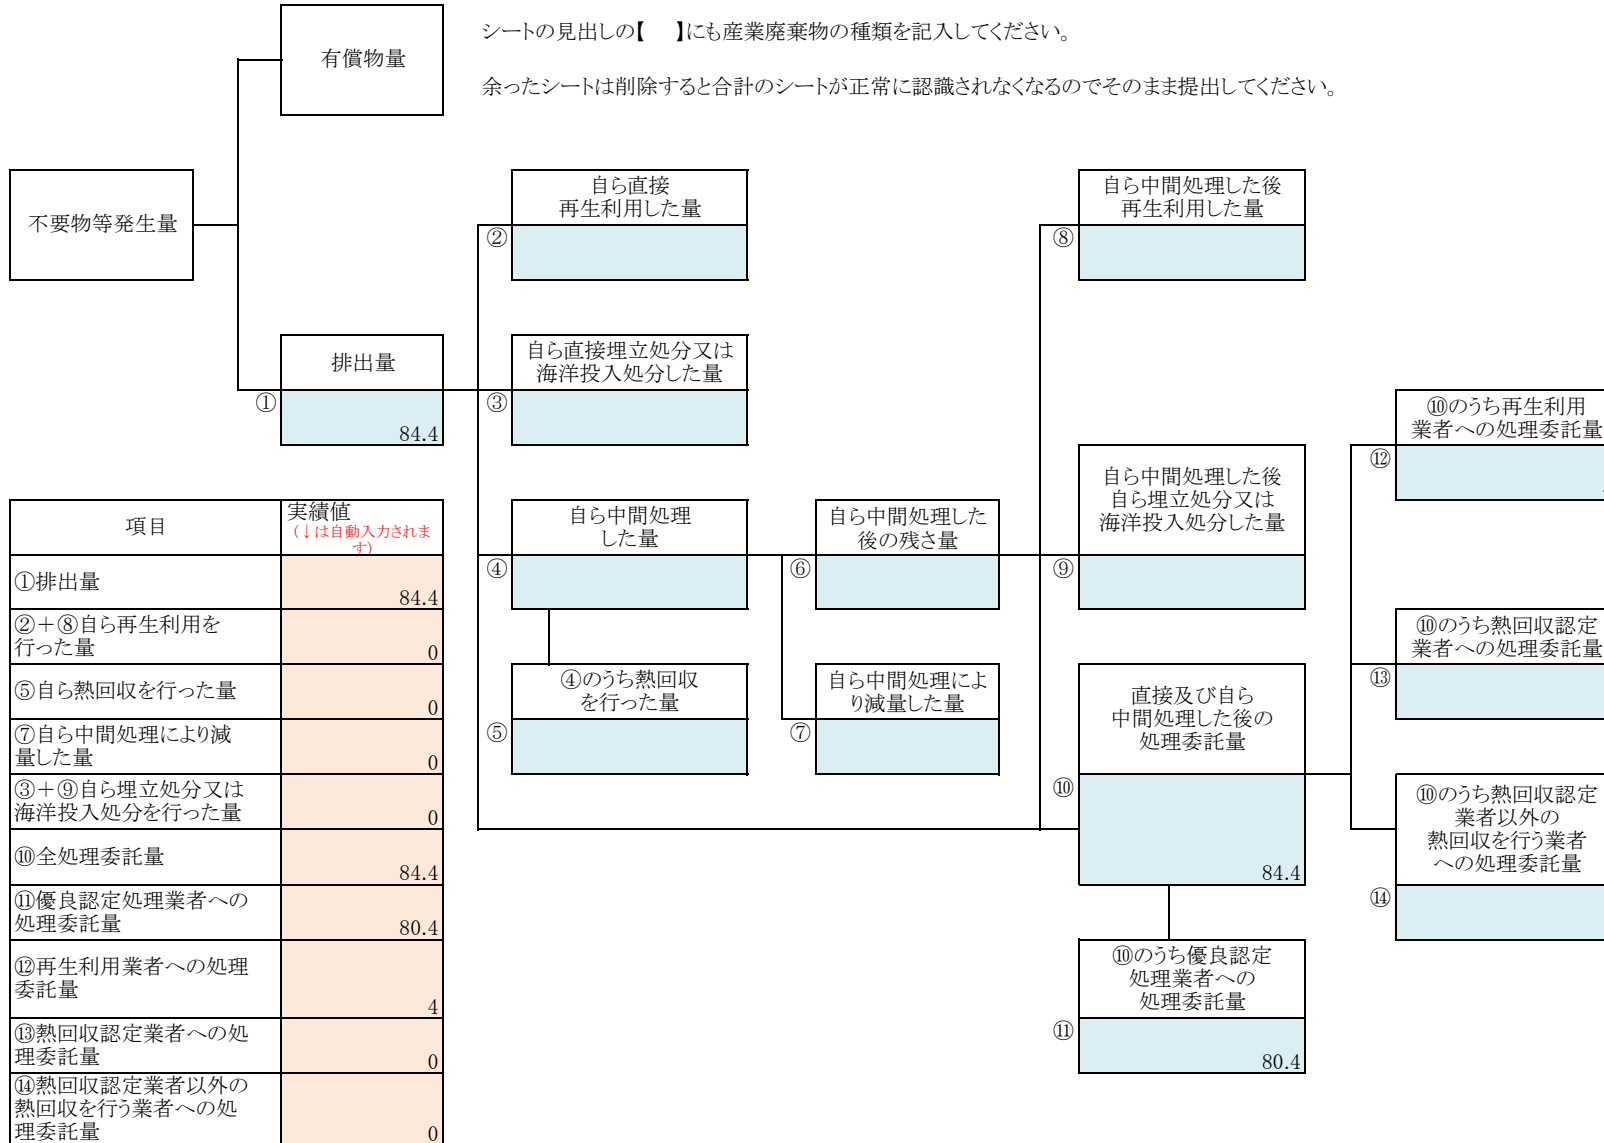 シートの見出しの【　】にも産業廃棄物の種類を記入してください。
余ったシートは削除すると合計のシートが正常に認識されなくなるのでそのまま提出してください。
有償物量
不要物等発生量
自ら直接
再生利用した量
②
自ら中間処理した後
再生利用した量
⑧
排出量
①
84.4
自ら直接埋立処分又は
海洋投入処分した量
③
⑩のうち再生利用
業者への処理委託量
⑫
自ら中間処理
した量
④
自ら中間処理した
後の残さ量
⑥
自ら中間処理した後
自ら埋立処分又は
海洋投入処分した量
⑨
⑩のうち熱回収認定
業者への処理委託量
⑬
④のうち熱回収
を行った量
⑤
自ら中間処理によ
り減量した量
⑦
直接及び自ら
中間処理した後の
処理委託量
⑩
84.4
⑩のうち熱回収認定
業者以外の
熱回収を行う業者
への処理委託量
⑭
⑩のうち優良認定
処理業者への
処理委託量
⑪
80.4
項目
実績値
(↓は自動入力されま
す)
①排出量
84.4
②＋⑧自ら再生利用を
行った量
0
⑤自ら熱回収を行った量
0
⑦自ら中間処理により減
量した量
0
③＋⑨自ら埋立処分又は
海洋投入処分を行った量
0
⑩全処理委託量
84.4
⑪優良認定処理業者への
処理委託量
80.4
⑫再生利用業者への処理
委託量
4
⑬熱回収認定業者への処
理委託量
0
⑭熱回収認定業者以外の
熱回収を行う業者への処
理委託量
0